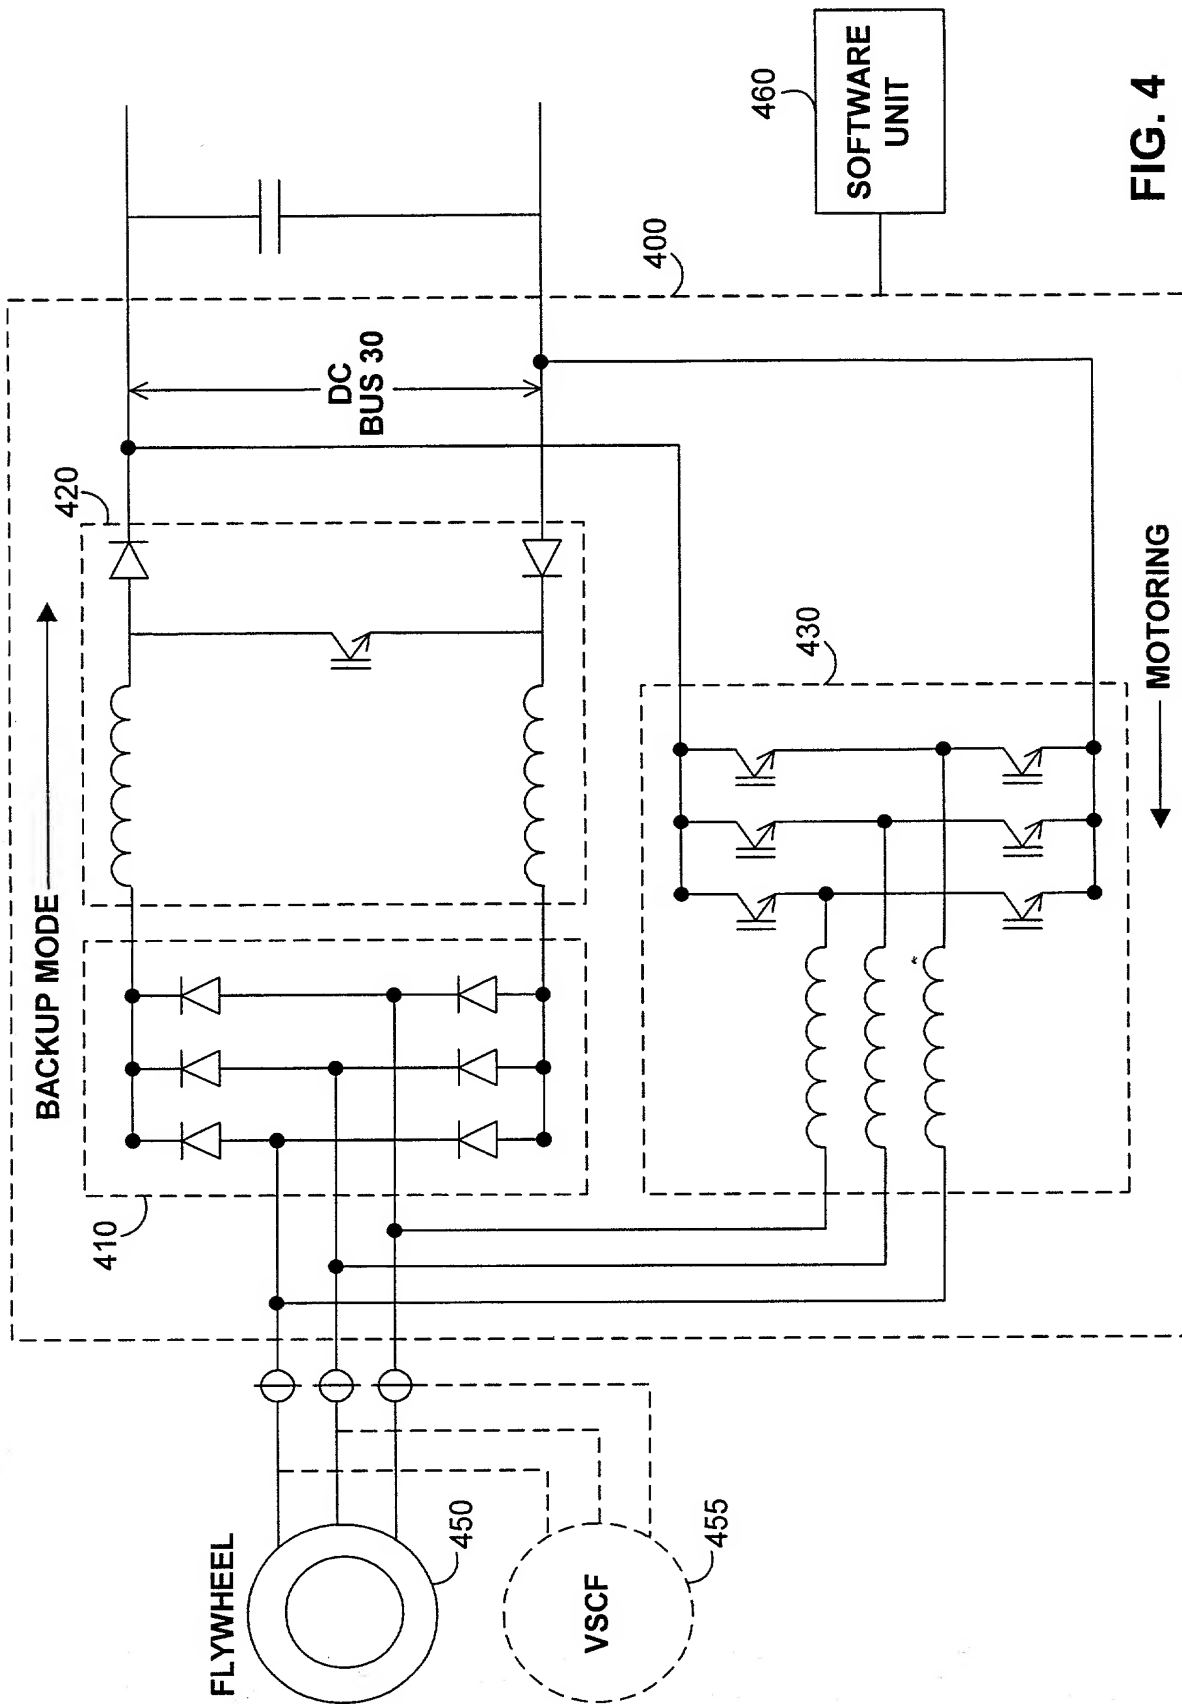 BACKUP MODE
420
DC
BUS 30
400
460
SOFTWARE
UNIT
410
430
FLYWHEEL
450
VSCF
455
MOTORING
FIG. 4